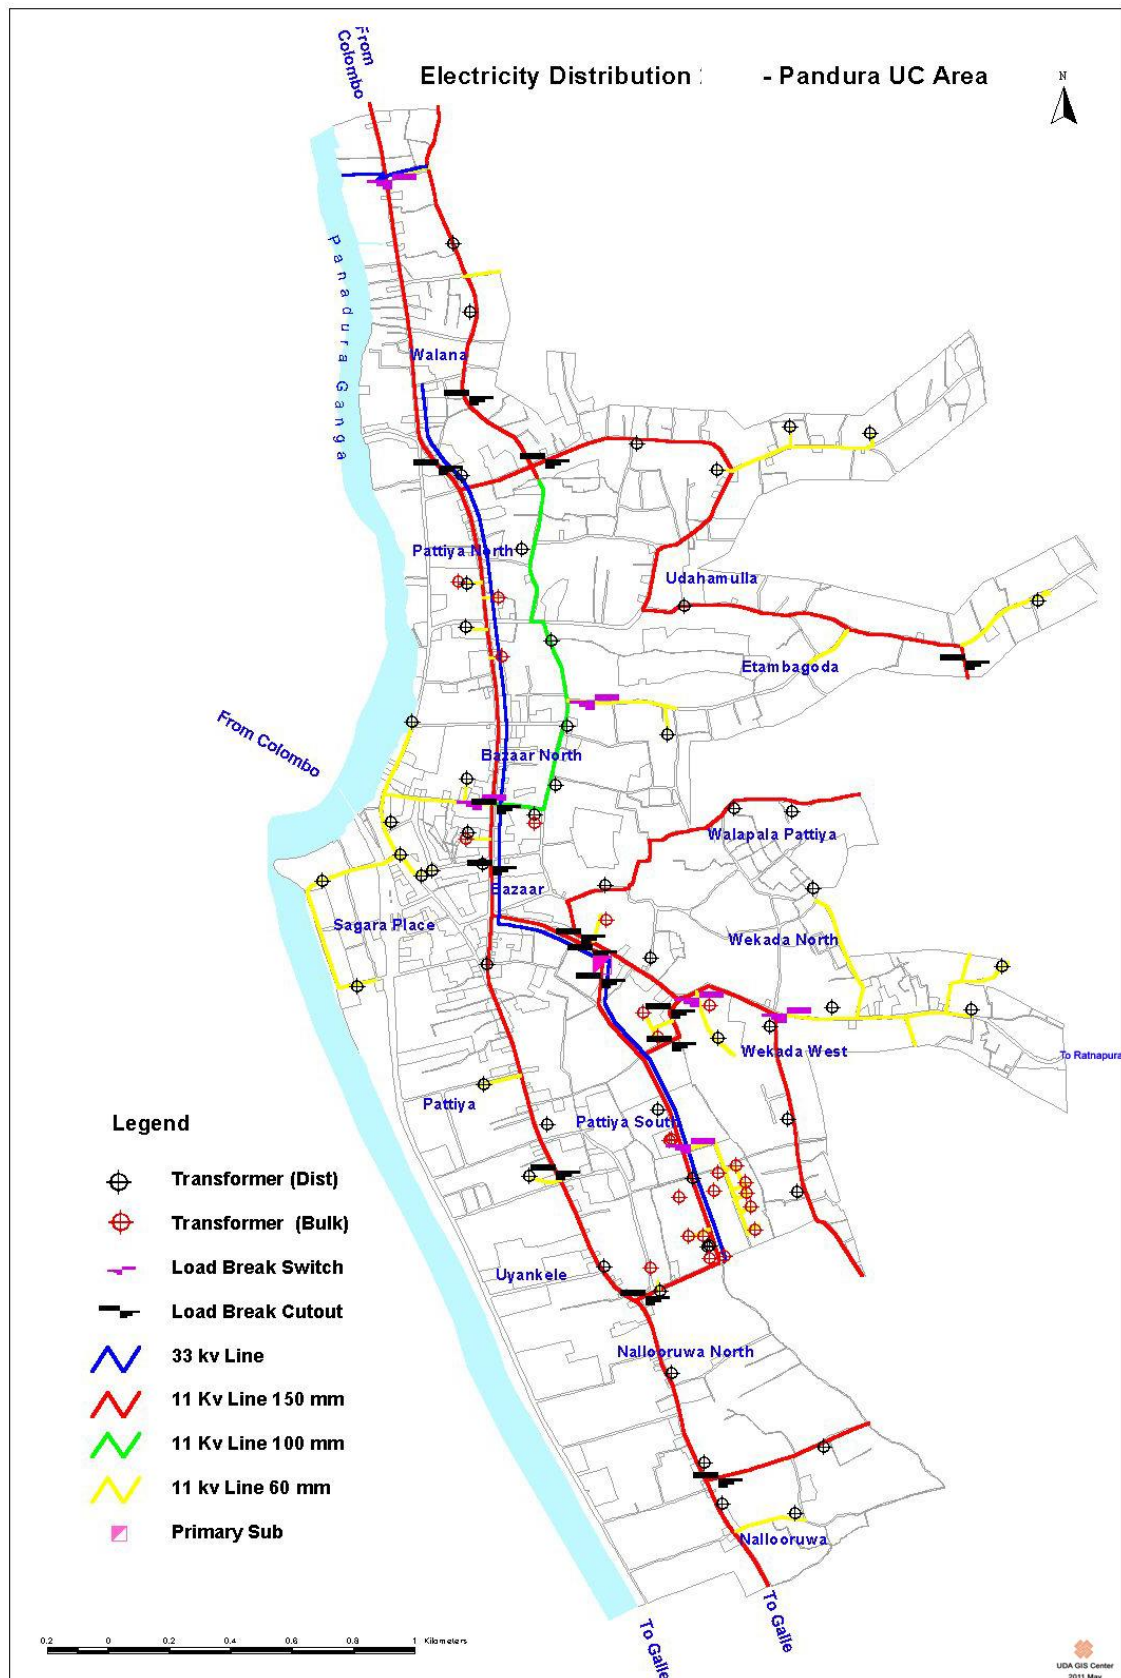 From
Colombo
Electricity Distribution : - Pandura UC Area
N
Panadura Ganga
Walana
Pattiya North
Udahamulla
Etambagoda
From Colombo
Bazaar North
Walapala Pattiya
Bazaar
Sagara Place
Wekada North
Wekada West
To Ratnapura
Pattiya
Pattiya South
Legend
Transformer (Dist)
Transformer (Bulk)
Load Break Switch
Uyankele
Load Break Cutout
33 kv Line
Nallooruwa North
11 Kv Line 150 mm
11 Kv Line 100 mm
11 kv Line 60 mm
Primary Sub
Nallooruwa
To Galle
To Galle
0.2 0 0.2 0.4 0.6 0.8 1 Kilometers
UDA GIS Center
2011 May